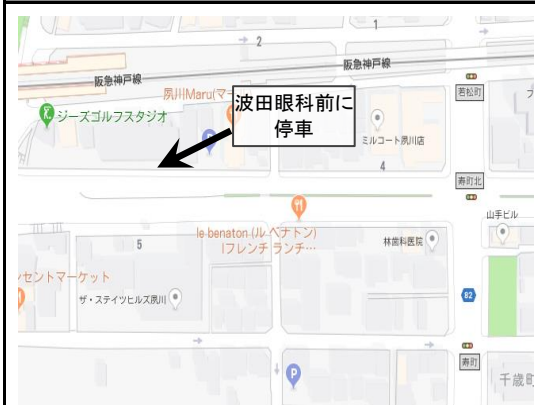 1
2
阪急神戸線
阪急神戸線
夙川Maru(マ
若松町
フ
ジーズゴルフスタジオ
波田眼科前に
停車
ミルコート夙川店
4
寿町北
山手ビル
le benaton (ル ベナトン)
|フレンチ ランチ…
林歯科医院
5
ンセントマーケット
ザ・ステイツヒルズ夙川
82
寿町
P
千歳町